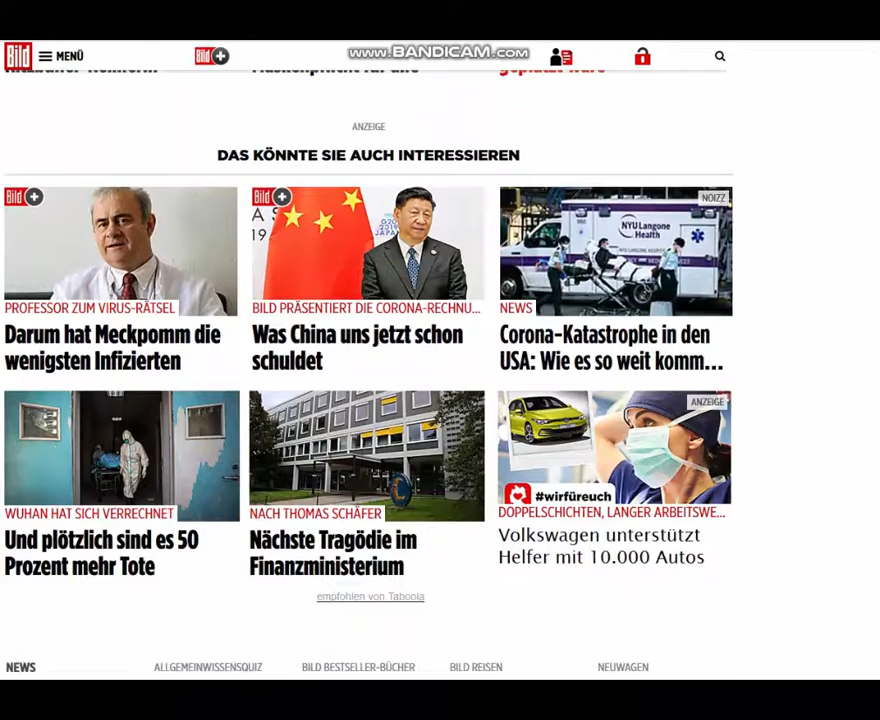 Bild MENÜ Bild+ www.BANDICAM.com
geplatzt wäre
ANZEIGE
DAS KÖNNTE SIE AUCH INTERESSIEREN
Bild+
Bild+
NOIZZ
NYU Langone
Health
PROFESSOR ZUM VIRUS-RÄTSEL
Darum hat Meckpomm die
wenigsten Infizierten
BILD PRÄSENTIERT DIE CORONA-RECHNU...
Was China uns jetzt schon
schuldet
NEWS
Corona-Katastrophe in den
USA: Wie es so weit komm...
ANZEIGE
#wirfüreuch
WUHAN HAT SICH VERRECHNET
Und plötzlich sind es 50
Prozent mehr Tote
NACH THOMAS SCHÄFER
Nächste Tragödie im
Finanzministerium
DOPPELSCHICHTEN, LANGER ARBEITSWE...
Volkswagen unterstützt
Helfer mit 10.000 Autos
empfohlen von Taboola
NEWS ALLGEMEINWISSENSQUIZ BILD BESTSELLER-BÜCHER BILD REISEN NEUWAGEN